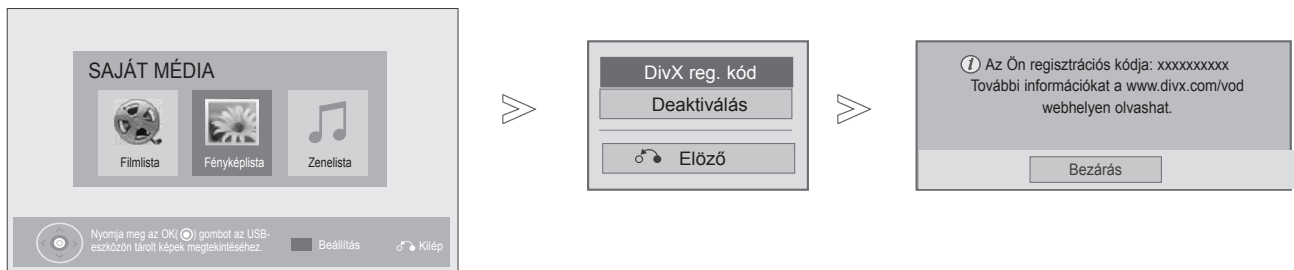 SAJÁT MÉDIA
Filmlista
Fényképlista
Zenelista
Nyomja meg az OK( ) gombot az USB-
eszközön tárolt képek megtekintéséhez.
Beállítás
Kilép
DivX reg. kód
Deaktiválás
Elöző
Az Ön regisztrációs kódja: xxxxxxxxxx
További információkat a www.divx.com/vod
webhelyen olvashat.
Bezárás